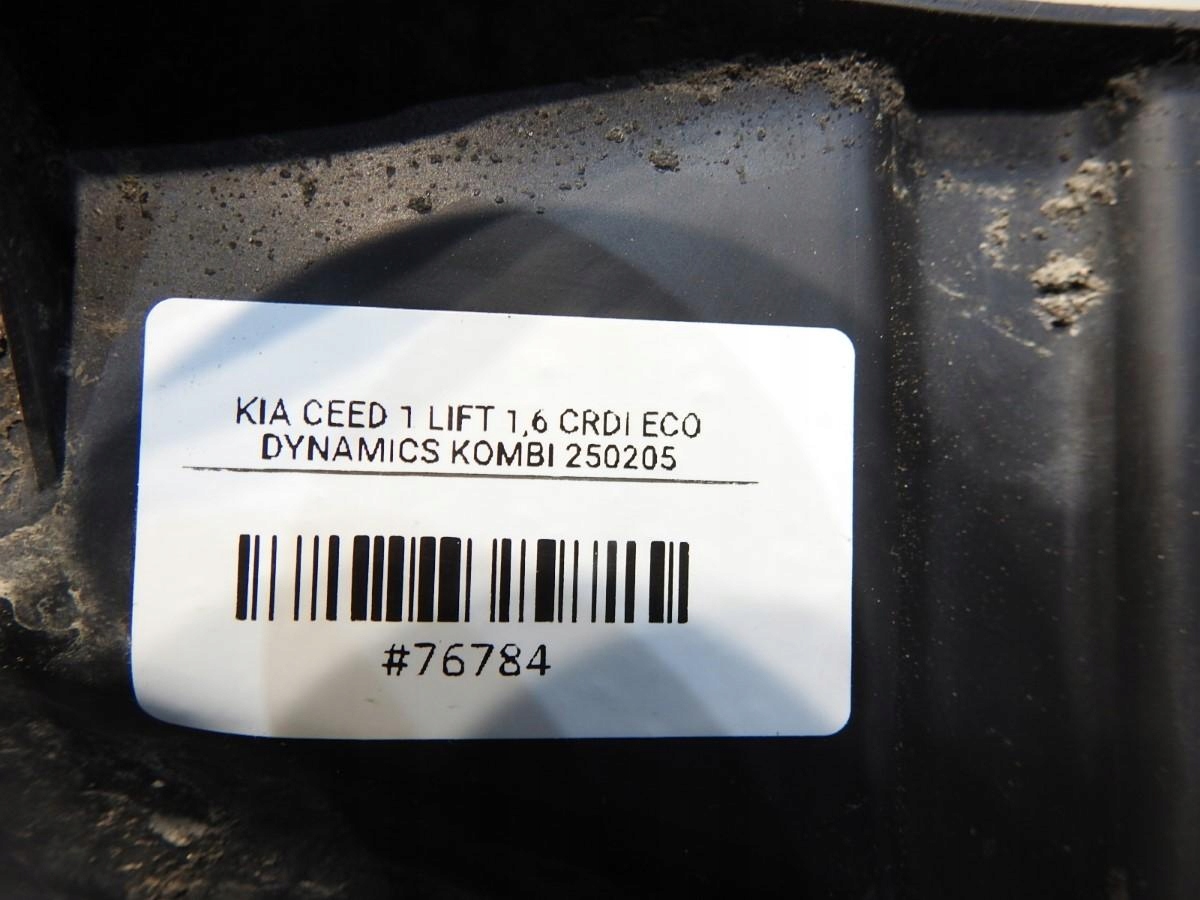 KIA CEED 1 LIFT 1,6 CRDI ECO
DYNAMICS KOMBI 250205
#76784